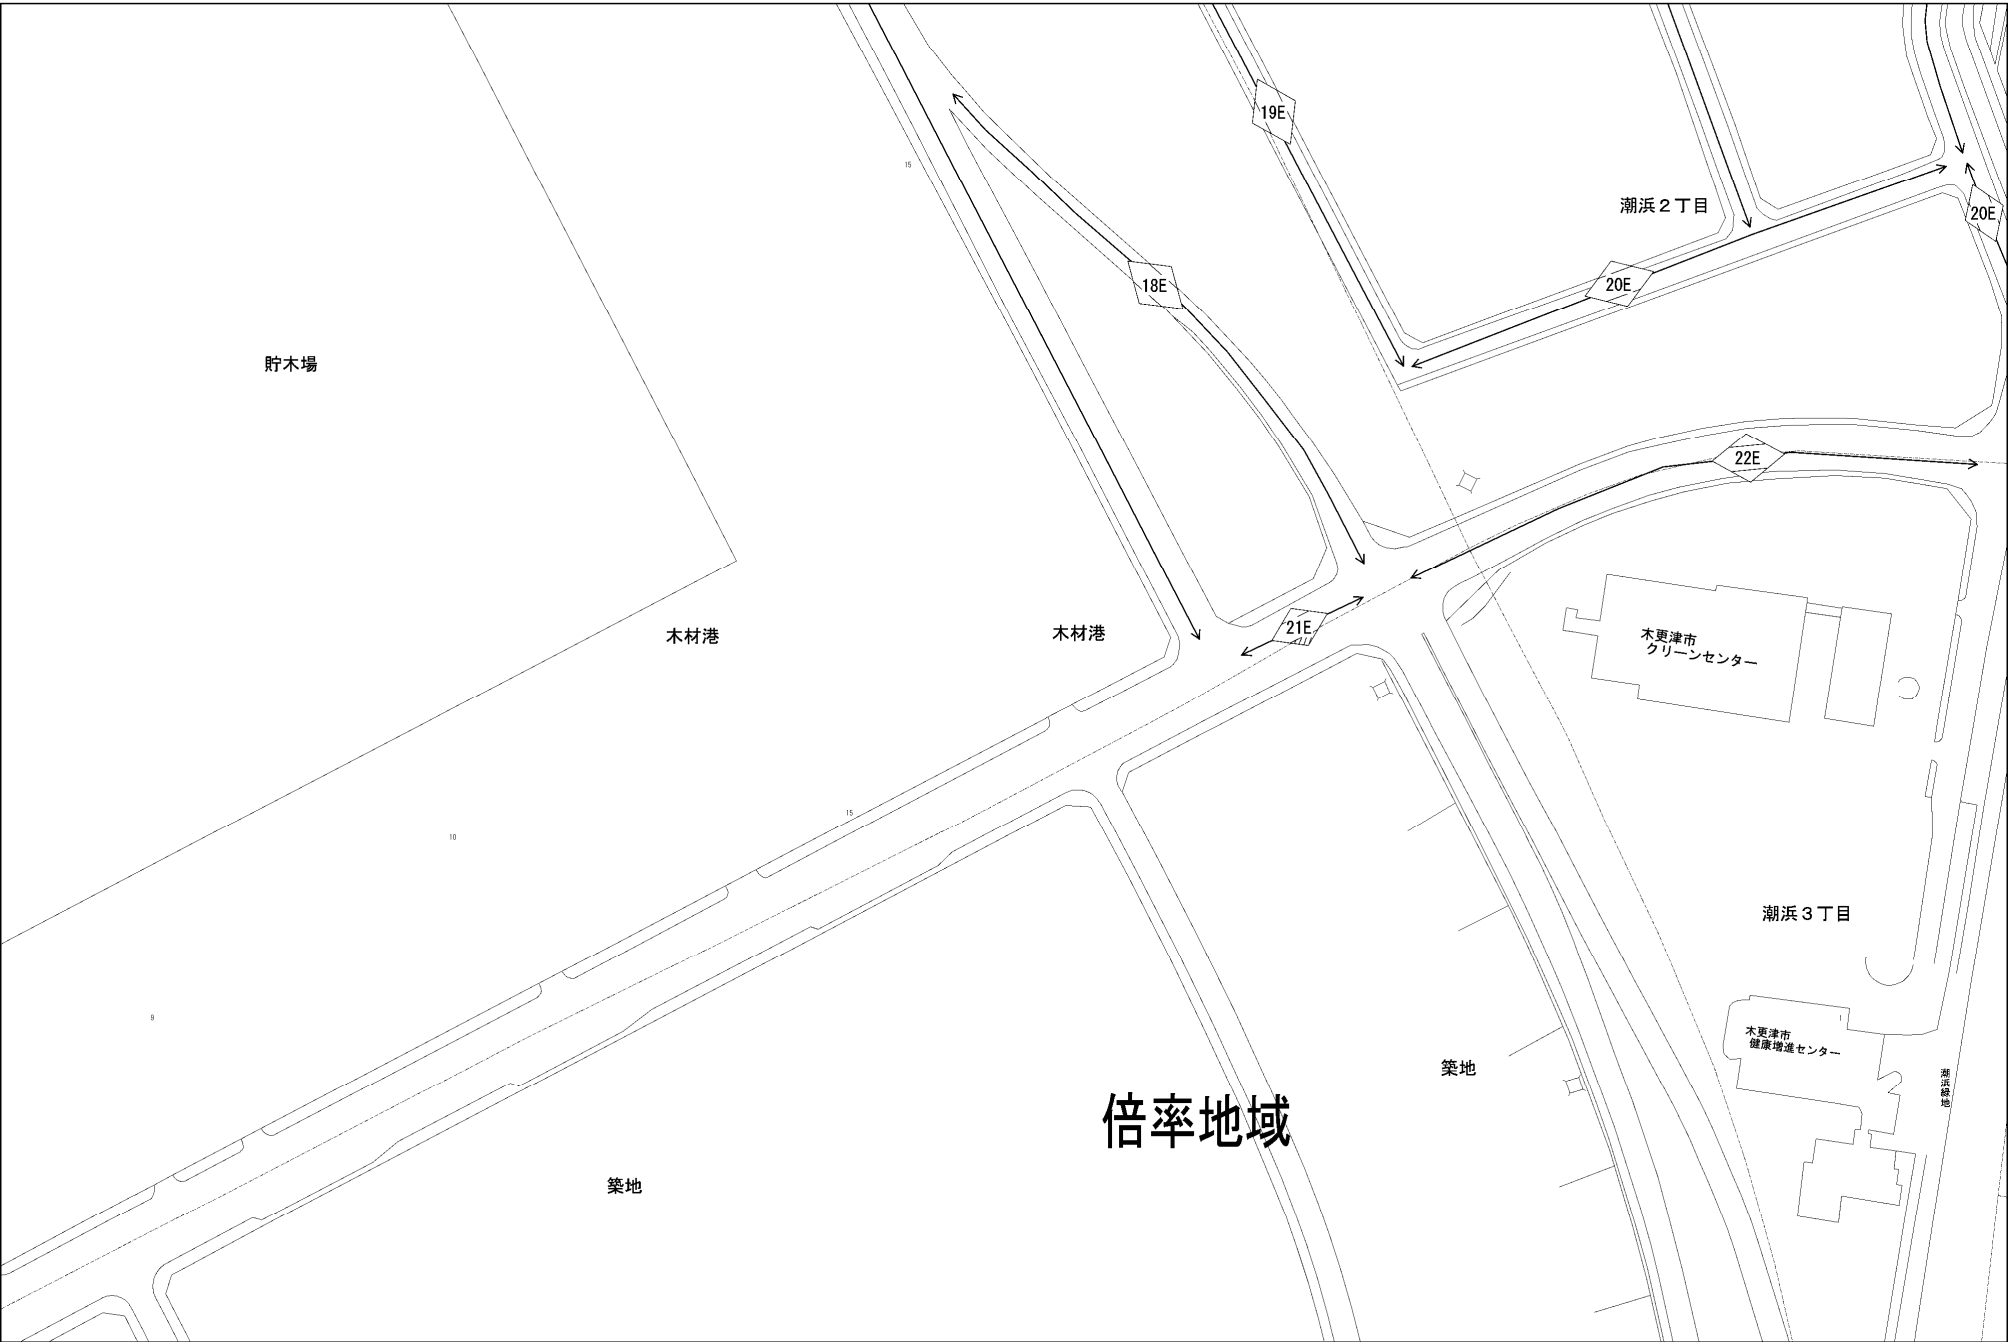 19E
15
潮浜２丁目
20E
18E
20E
貯木場
22E
21E
木材港
木材港
木更津市
クリーンセンター
15
10
潮浜３丁目
9
木更津市
健康増進センター
築地
潮浜緑地
倍率地域
築地